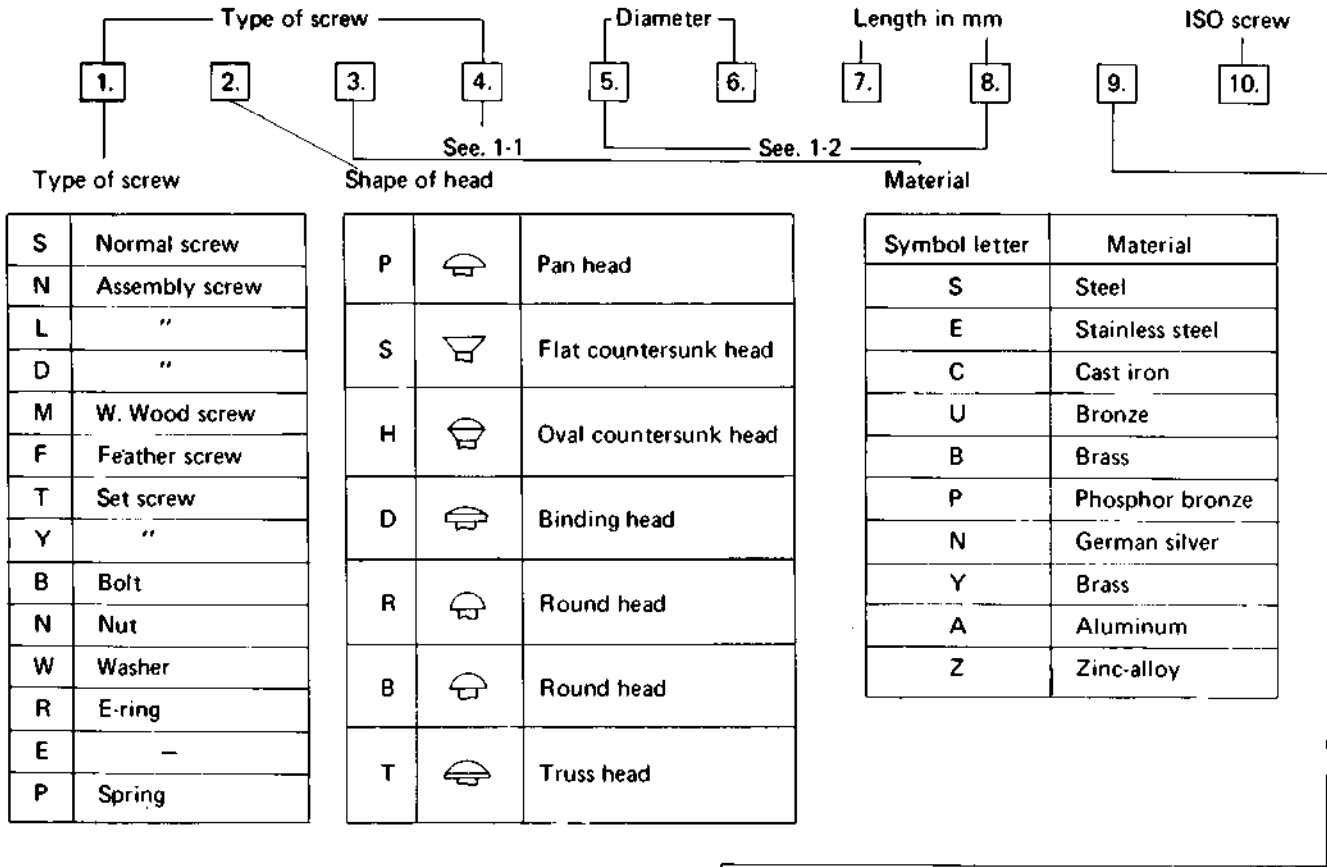 Type of screw Diameter Length in mm ISO screw
1. 2. 3. 4. 5. 6. 7. 8. 9. 10.
See. 1-1 See. 1-2
Type of screw Shape of head Material
S Normal screw
N Assembly screw
L "
D "
M W. Wood screw
F Feather screw
T Set screw
Y "
B Bolt
N Nut
W Washer
R E-ring
E –
P Spring
P Pan head
S Flat countersunk head
H Oval countersunk head
D Binding head
R Round head
B Round head
T Truss head
Symbol letter Material
S Steel
E Stainless steel
C Cast iron
U Bronze
B Brass
P Phosphor bronze
N German silver
Y Brass
A Aluminum
Z Zinc-alloy